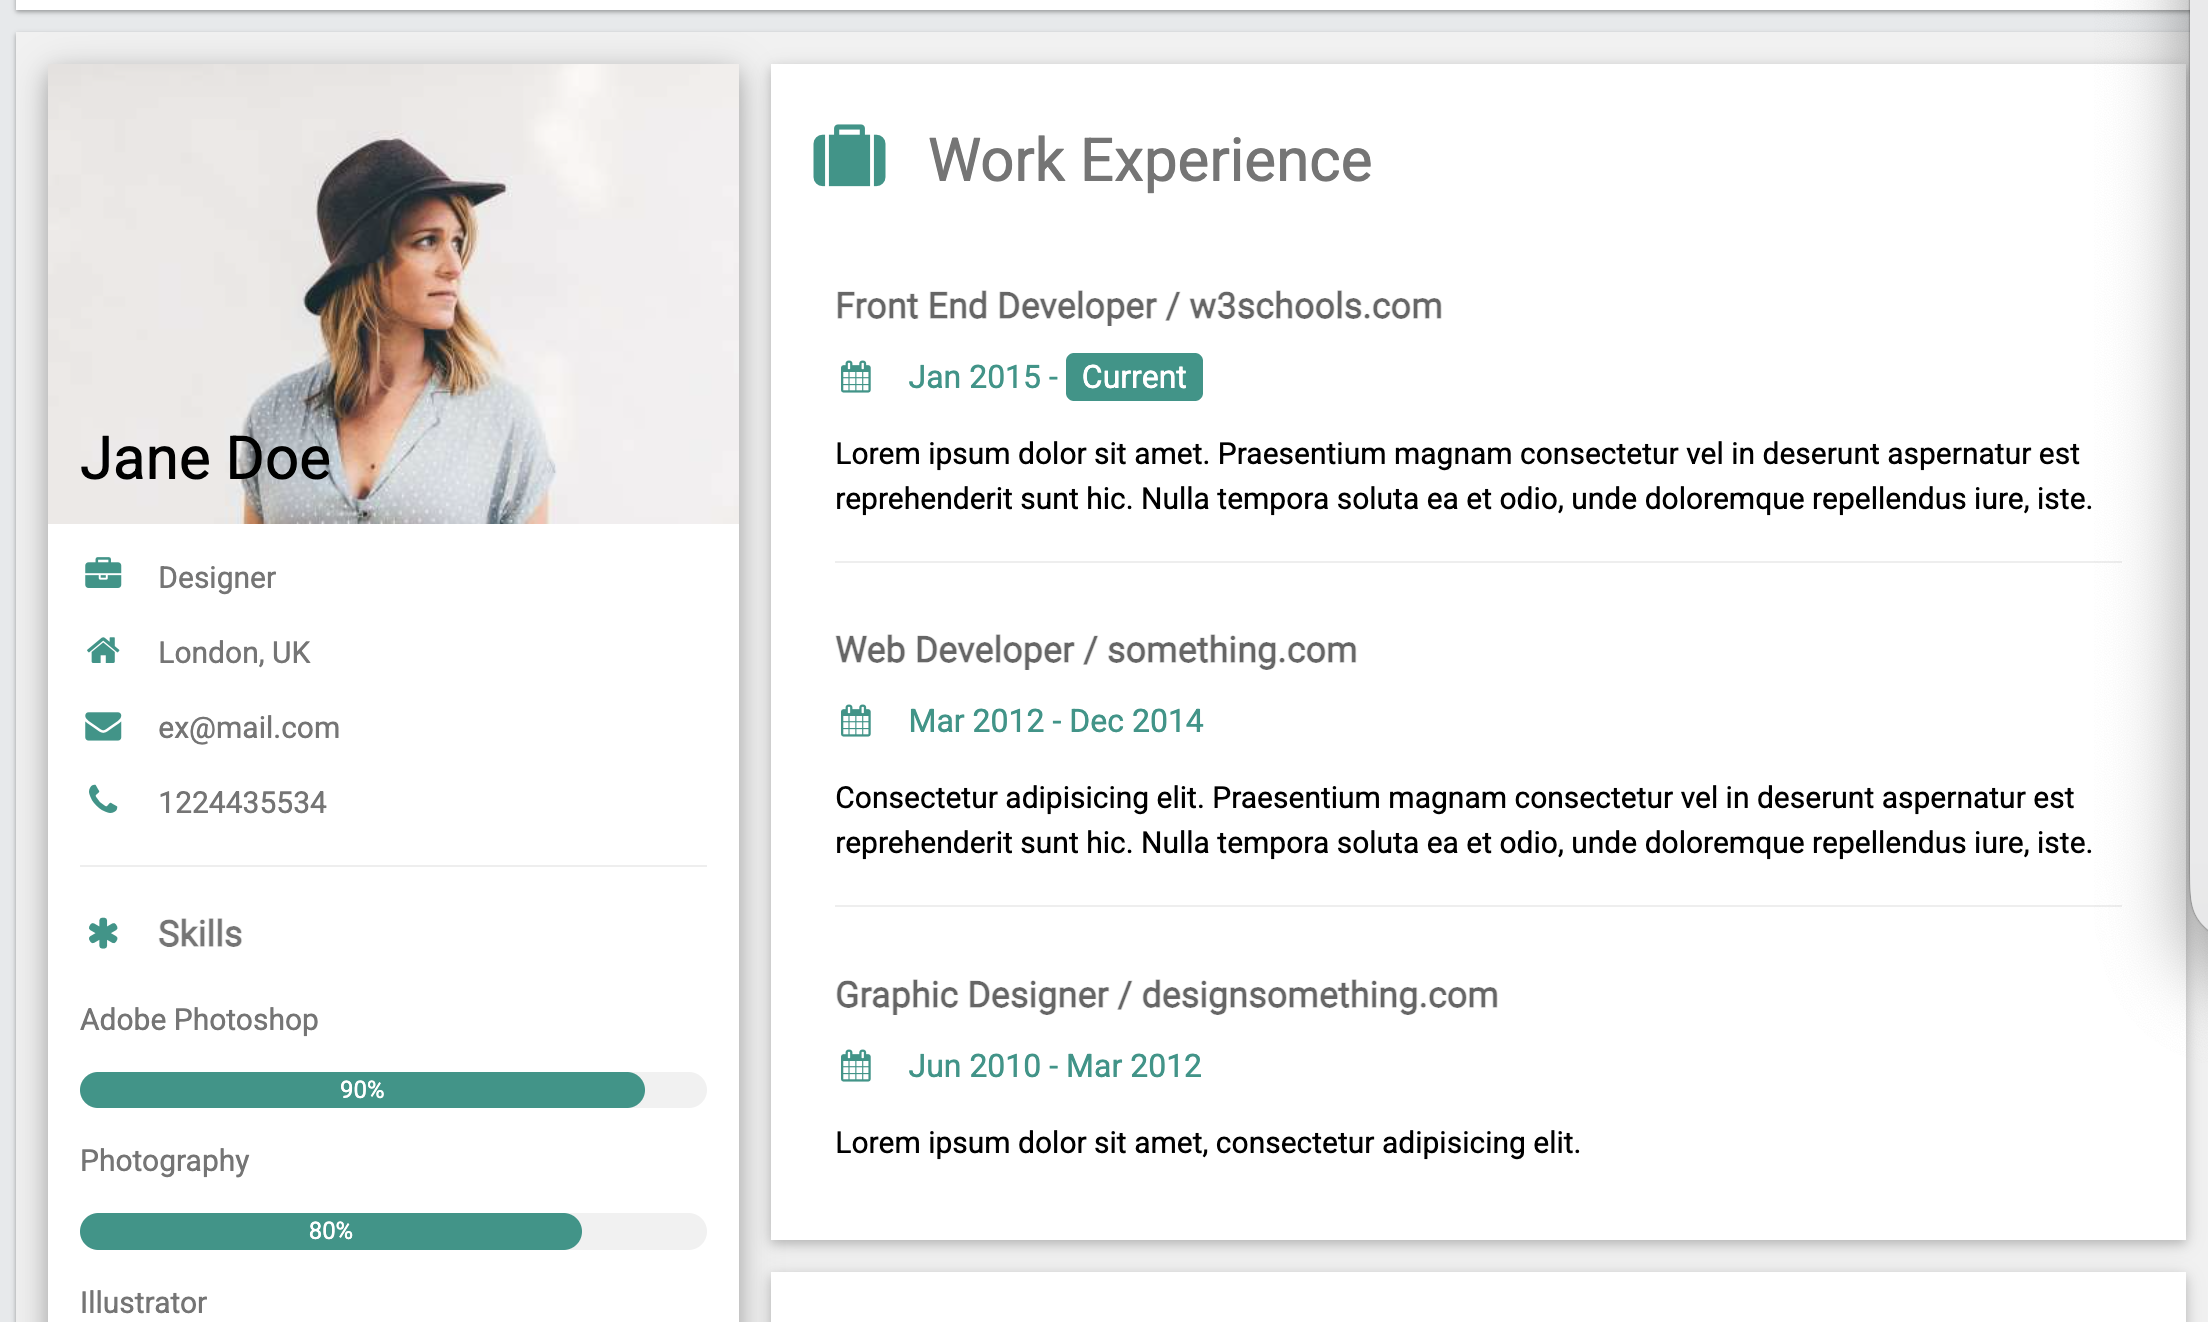 Jane Doe
Designer
London, UK
ex@mail.com
1224435534
Skills
Adobe Photoshop
90%
Photography
80%
Illustrator
Work Experience
Front End Developer / w3schools.com
Jan 2015 - Current
Lorem ipsum dolor sit amet. Praesentium magnam consectetur vel in deserunt aspernatur est
reprehenderit sunt hic. Nulla tempora soluta ea et odio, unde doloremque repellendus iure, iste.
Web Developer / something.com
Mar 2012 - Dec 2014
Consectetur adipisicing elit. Praesentium magnam consectetur vel in deserunt aspernatur est
reprehenderit sunt hic. Nulla tempora soluta ea et odio, unde doloremque repellendus iure, iste.
Graphic Designer / designsomething.com
Jun 2010 - Mar 2012
Lorem ipsum dolor sit amet, consectetur adipisicing elit.